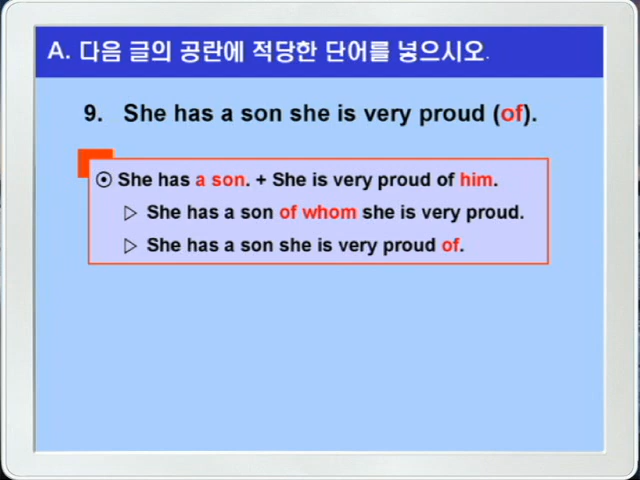 A. 다음 글의 공란에 적당한 단어를 넣으시오.
9. She has a son she is very proud (of).
⊙ She has a son. + She is very proud of him.
▷ She has a son of whom she is very proud.
▷ She has a son she is very proud of.